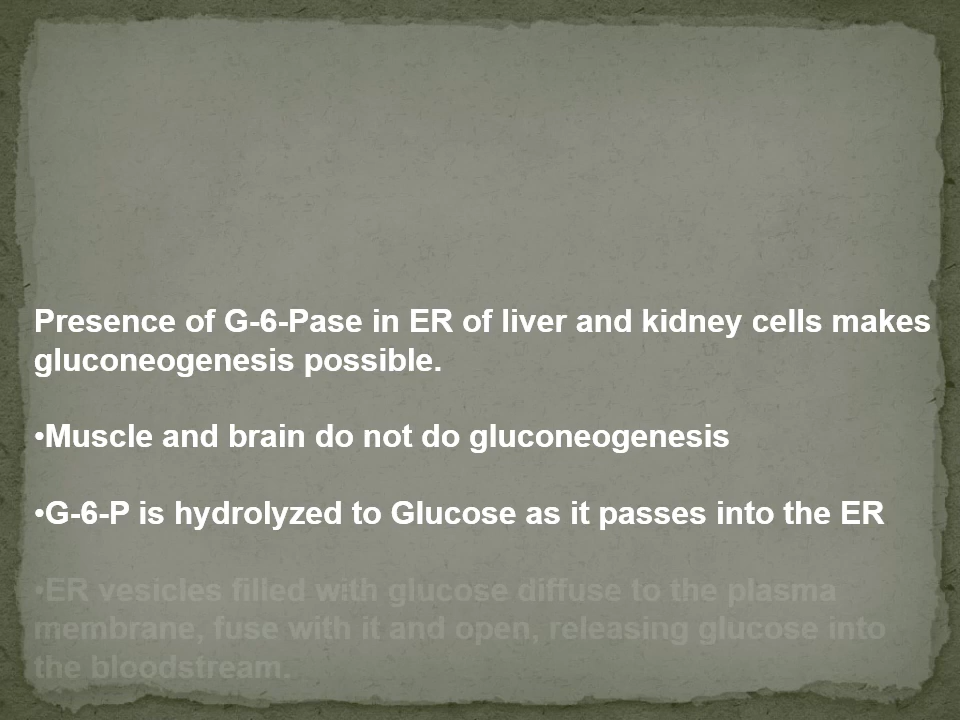 Presence of G-6-Pase in ER of liver and kidney cells makes
gluconeogenesis possible.
•Muscle and brain do not do gluconeogenesis
•G-6-P is hydrolyzed to Glucose as it passes into the ER
•ER vesicles filled with glucose diffuse to the plasma
membrane, fuse with it and open, releasing glucose into
the bloodstream.